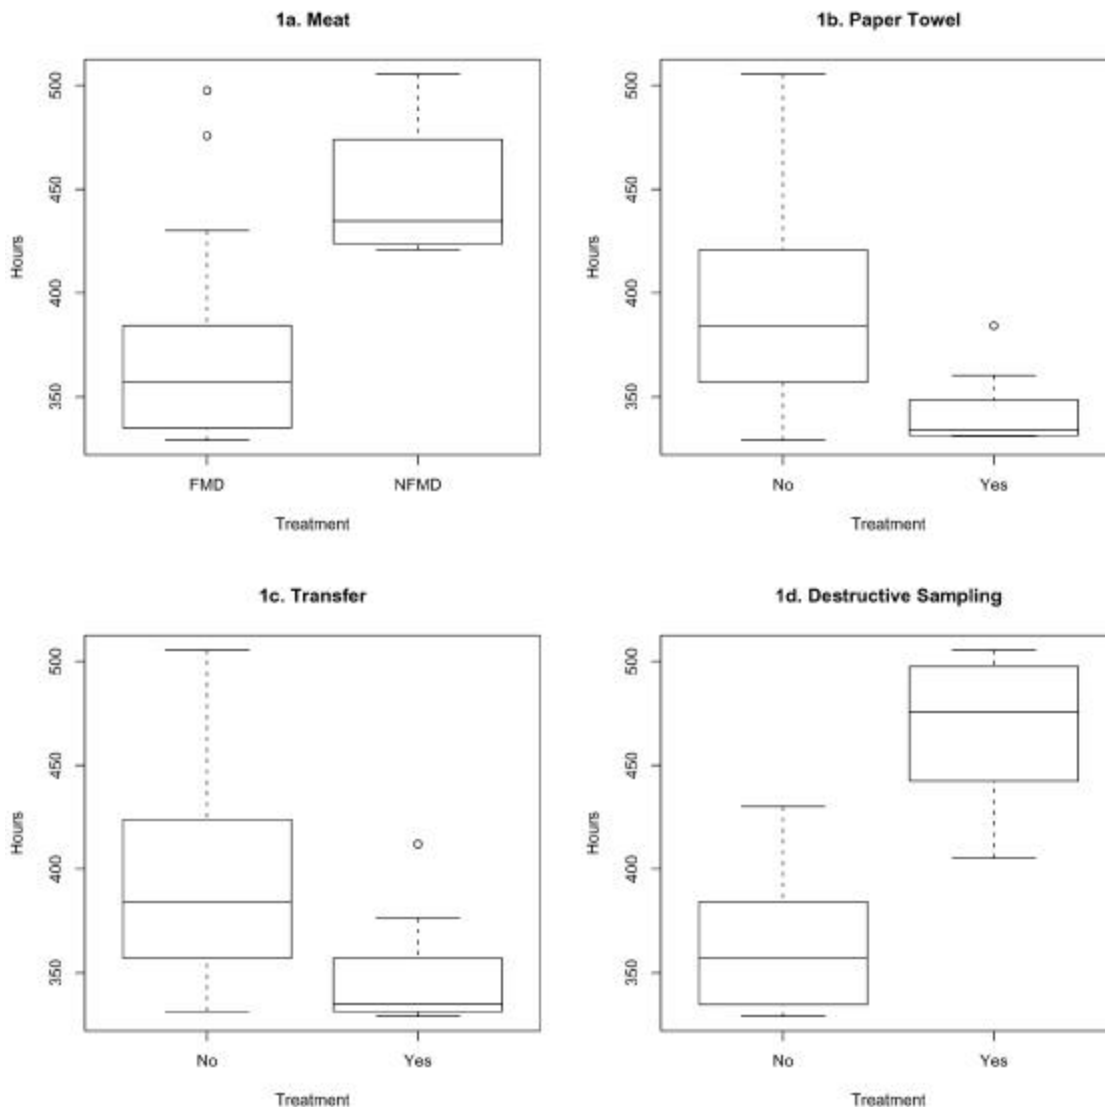 1a. Meat
Hours
500
450
400
350
FMD
NFMD
Treatment
1b. Paper Towel
Hours
500
450
400
350
No
Yes
Treatment
1c. Transfer
Hours
500
450
400
350
No
Yes
Treatment
1d. Destructive Sampling
Hours
500
450
400
350
No
Yes
Treatment